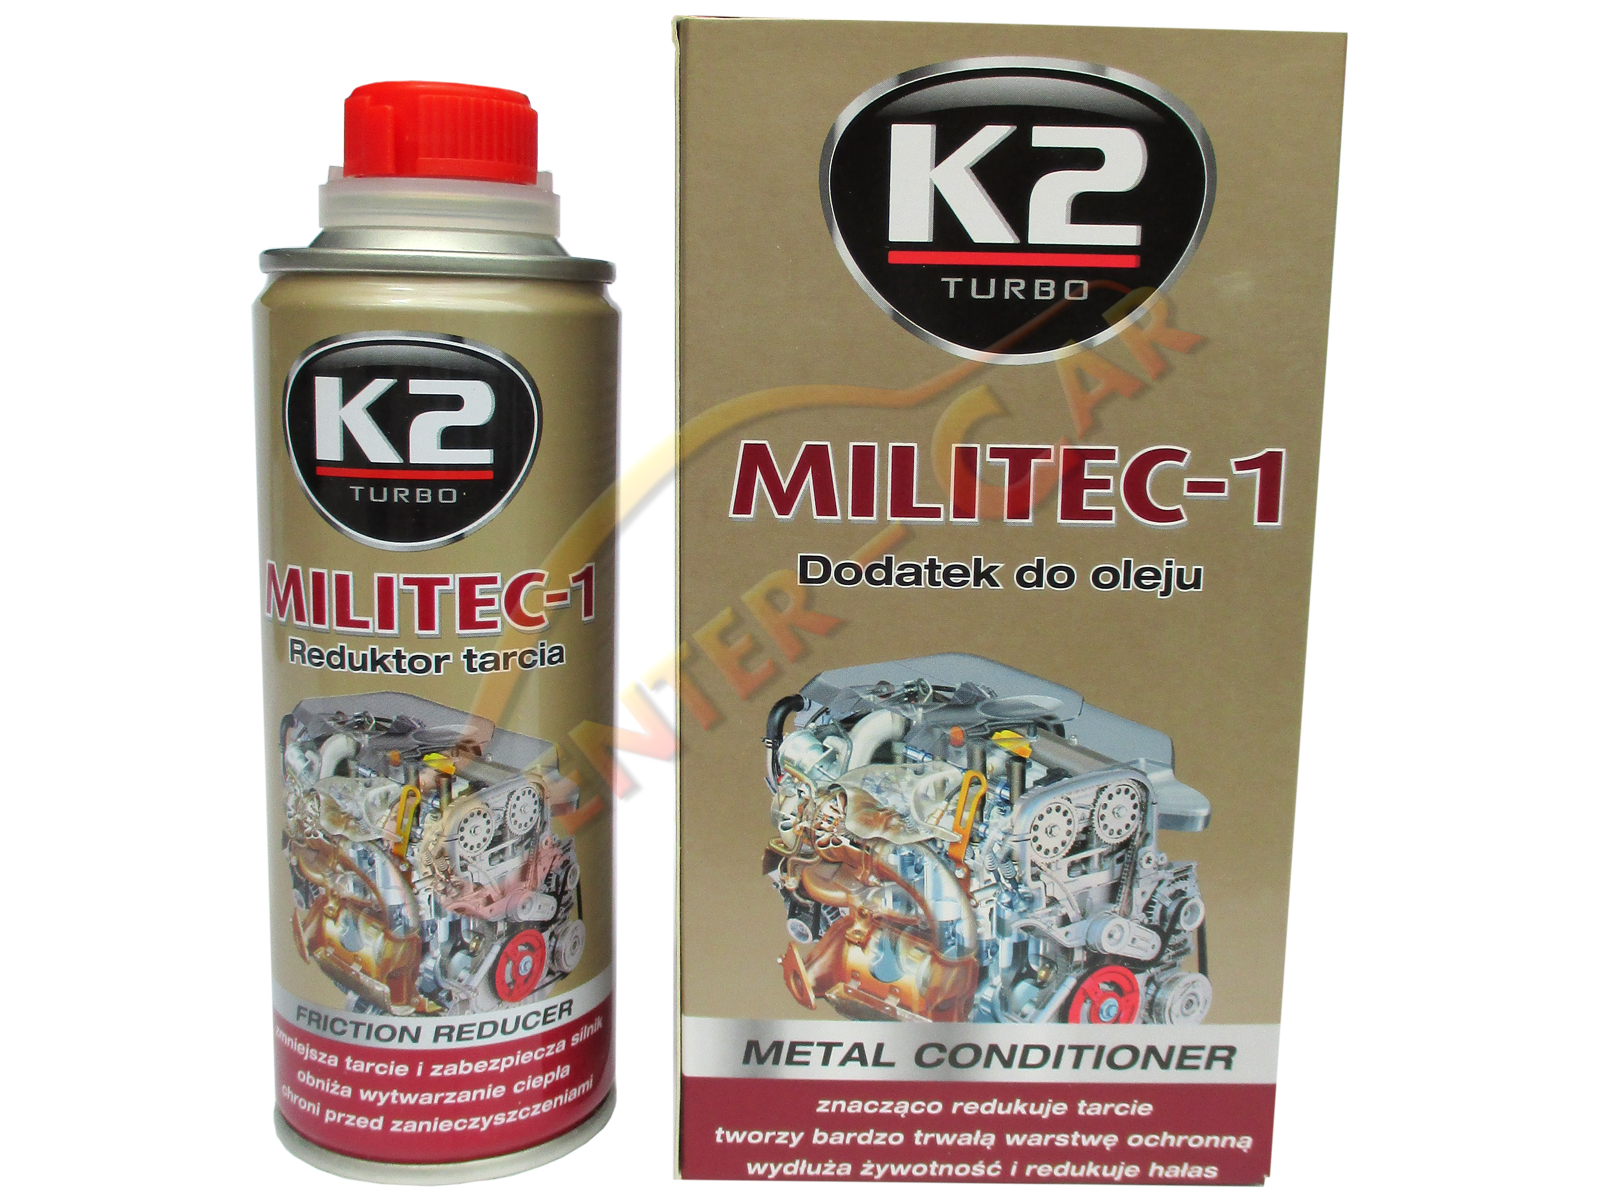 K2
TURBO
MILITEC-1
Reduktor tarcia
FRICTION REDUCER
zmniejsza tarcie i zabezpiecza silnik
obniża wytwarzanie ciepła
chroni przed zanieczyszczeniami
K2
TURBO
MILITEC-1
Dodatek do oleju
METAL CONDITIONER
znacząco redukuje tarcie
tworzy bardzo trwałą warstwę ochronną
wydłuża żywotność i redukuje hałas
CENTER-CAR